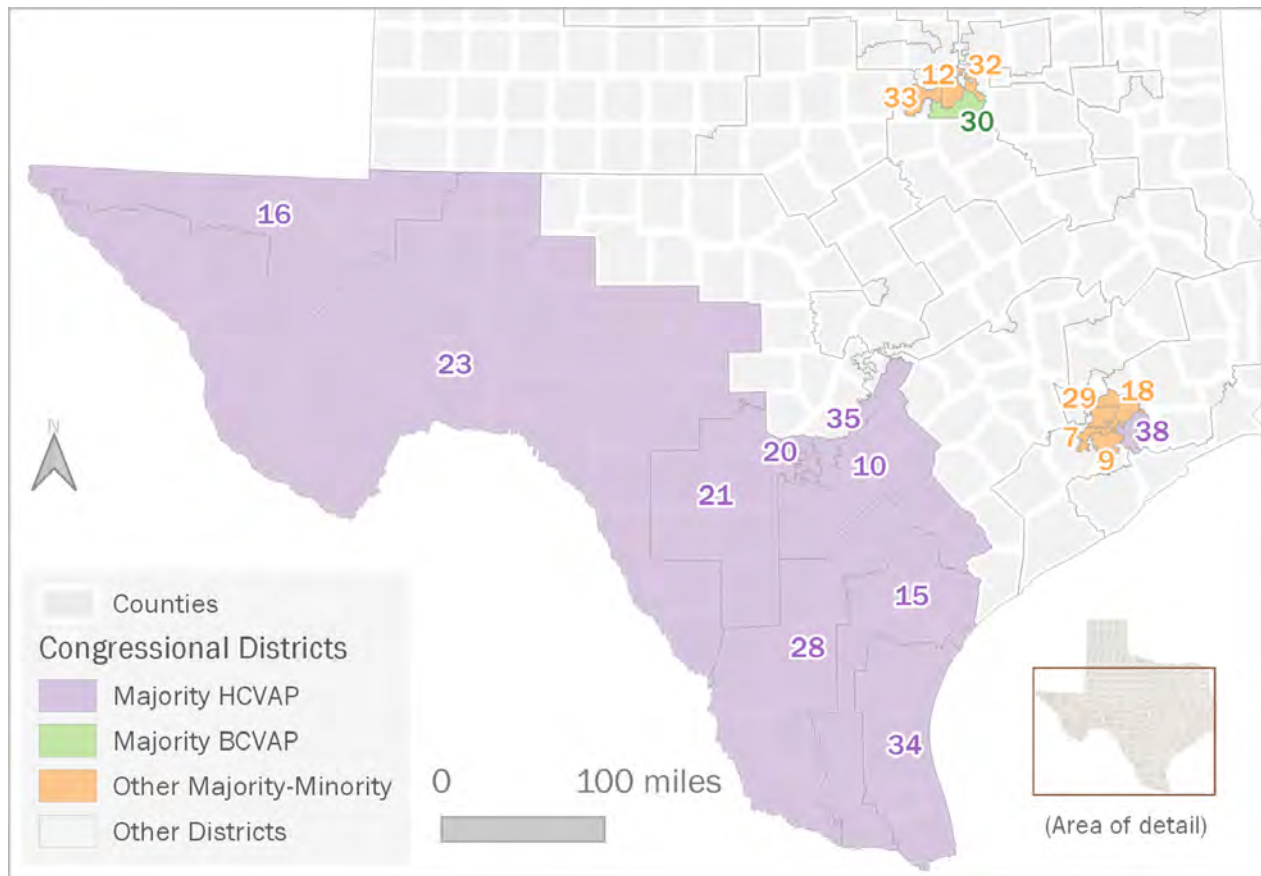 12
32
33
30
16
23
29
18
35
7
38
20
10
9
21
N
15
28
34
Counties
Congressional Districts
Majority HCVAP
Majority BCVAP
Other Majority-Minority
Other Districts
0 100 miles
(Area of detail)